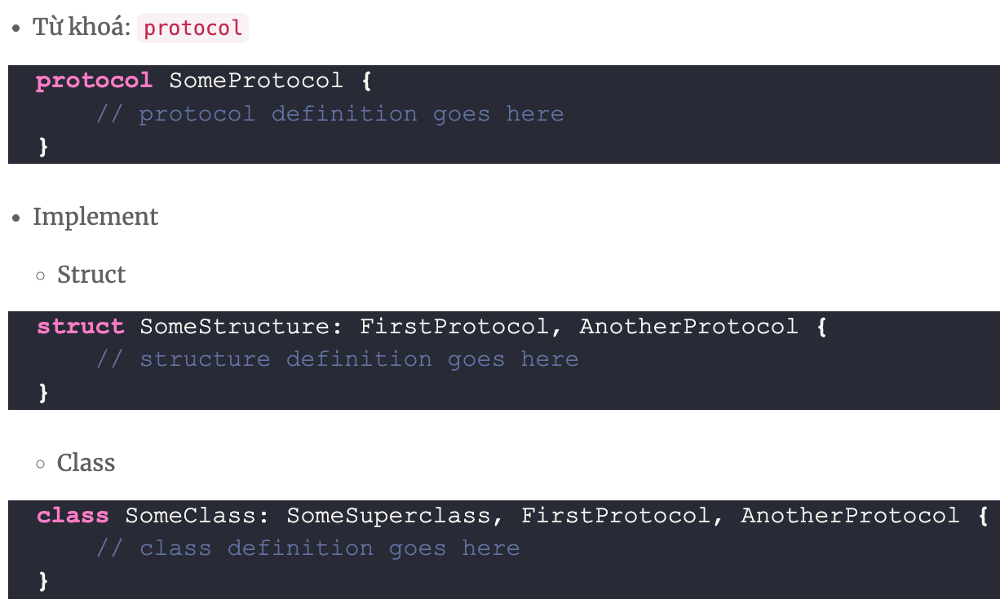 Từ khoá: protocol
protocol SomeProtocol {
// protocol definition goes here
}
Implement
Struct
struct SomeStructure: FirstProtocol, AnotherProtocol {
// structure definition goes here
}
Class
class SomeClass: SomeSuperclass, FirstProtocol, AnotherProtocol {
// class definition goes here
}